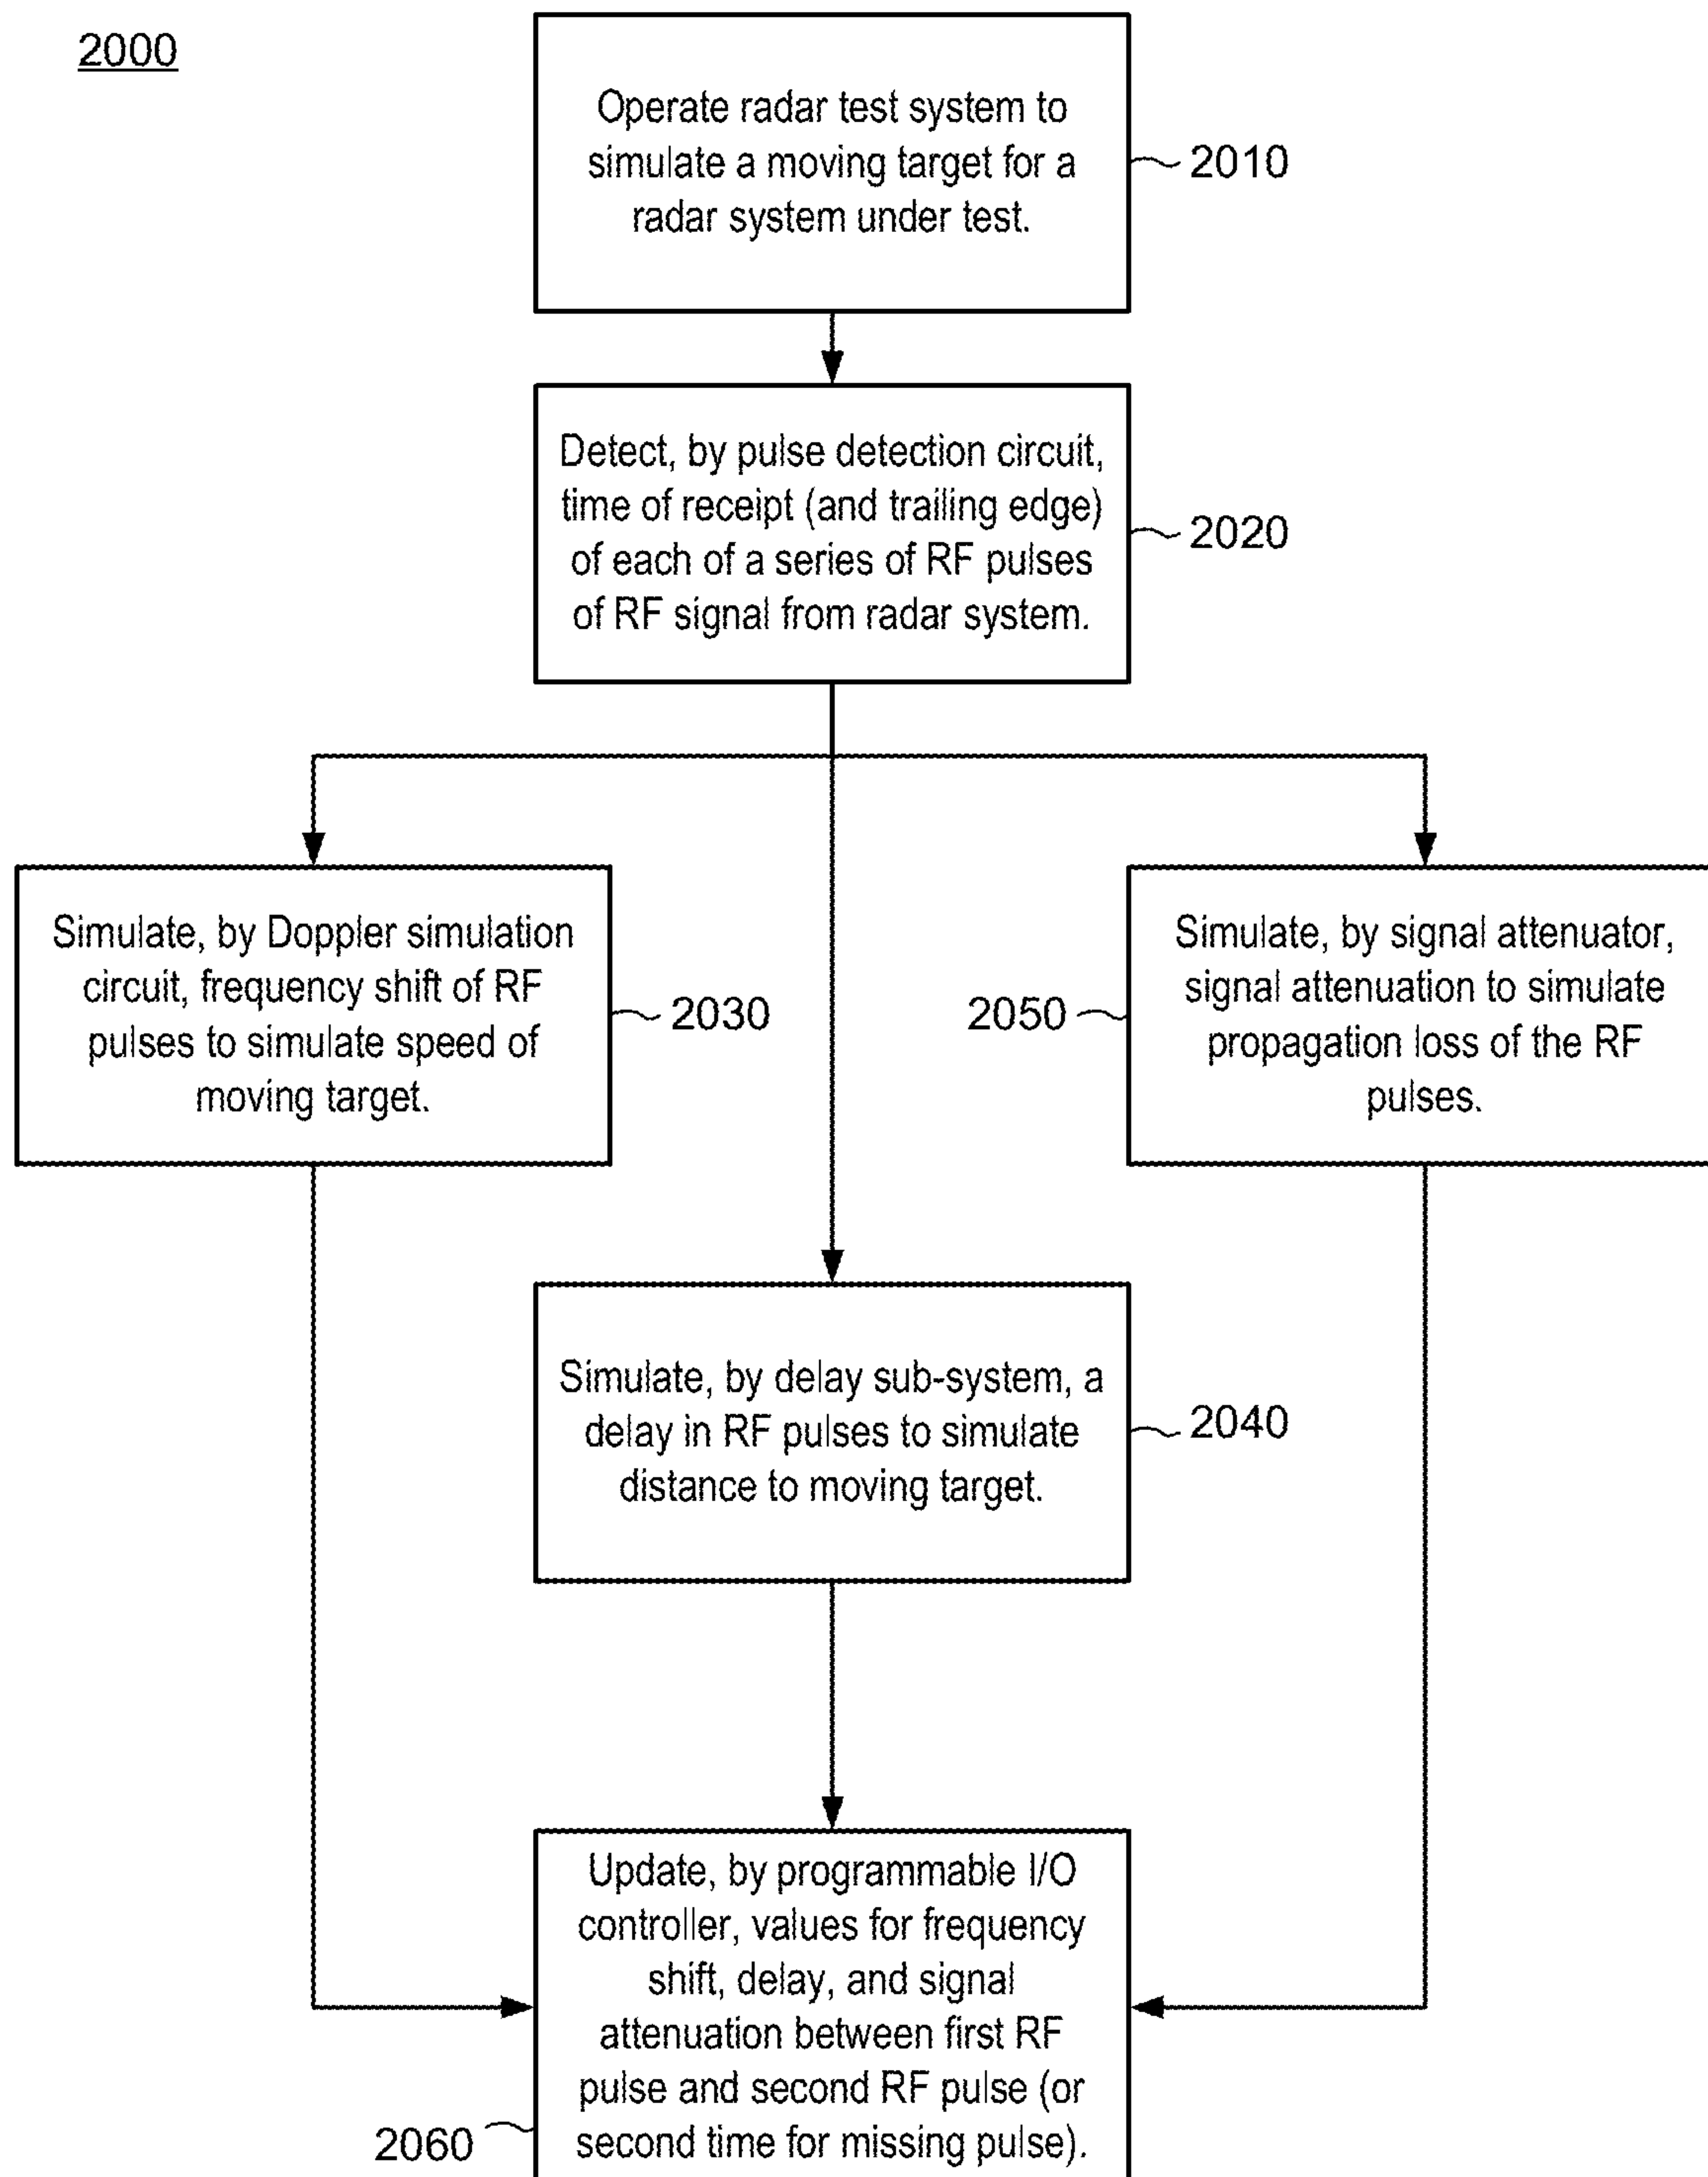 2000
Operate radar test system to
simulate a moving target for a
radar system under test.
2010
Detect, by pulse detection circuit,
time of receipt (and trailing edge)
of each of a series of RF pulses
of RF signal from radar system.
2020
Simulate, by Doppler simulation
circuit, frequency shift of RF
pulses to simulate speed of
moving target.
2030
Simulate, by signal attenuator,
signal attenuation to simulate
propagation loss of the RF
pulses.
2050
Simulate, by delay sub-system, a
delay in RF pulses to simulate
distance to moving target.
2040
Update, by programmable I/O
controller, values for frequency
shift, delay, and signal
attenuation between first RF
pulse and second RF pulse (or
second time for missing pulse).
2060